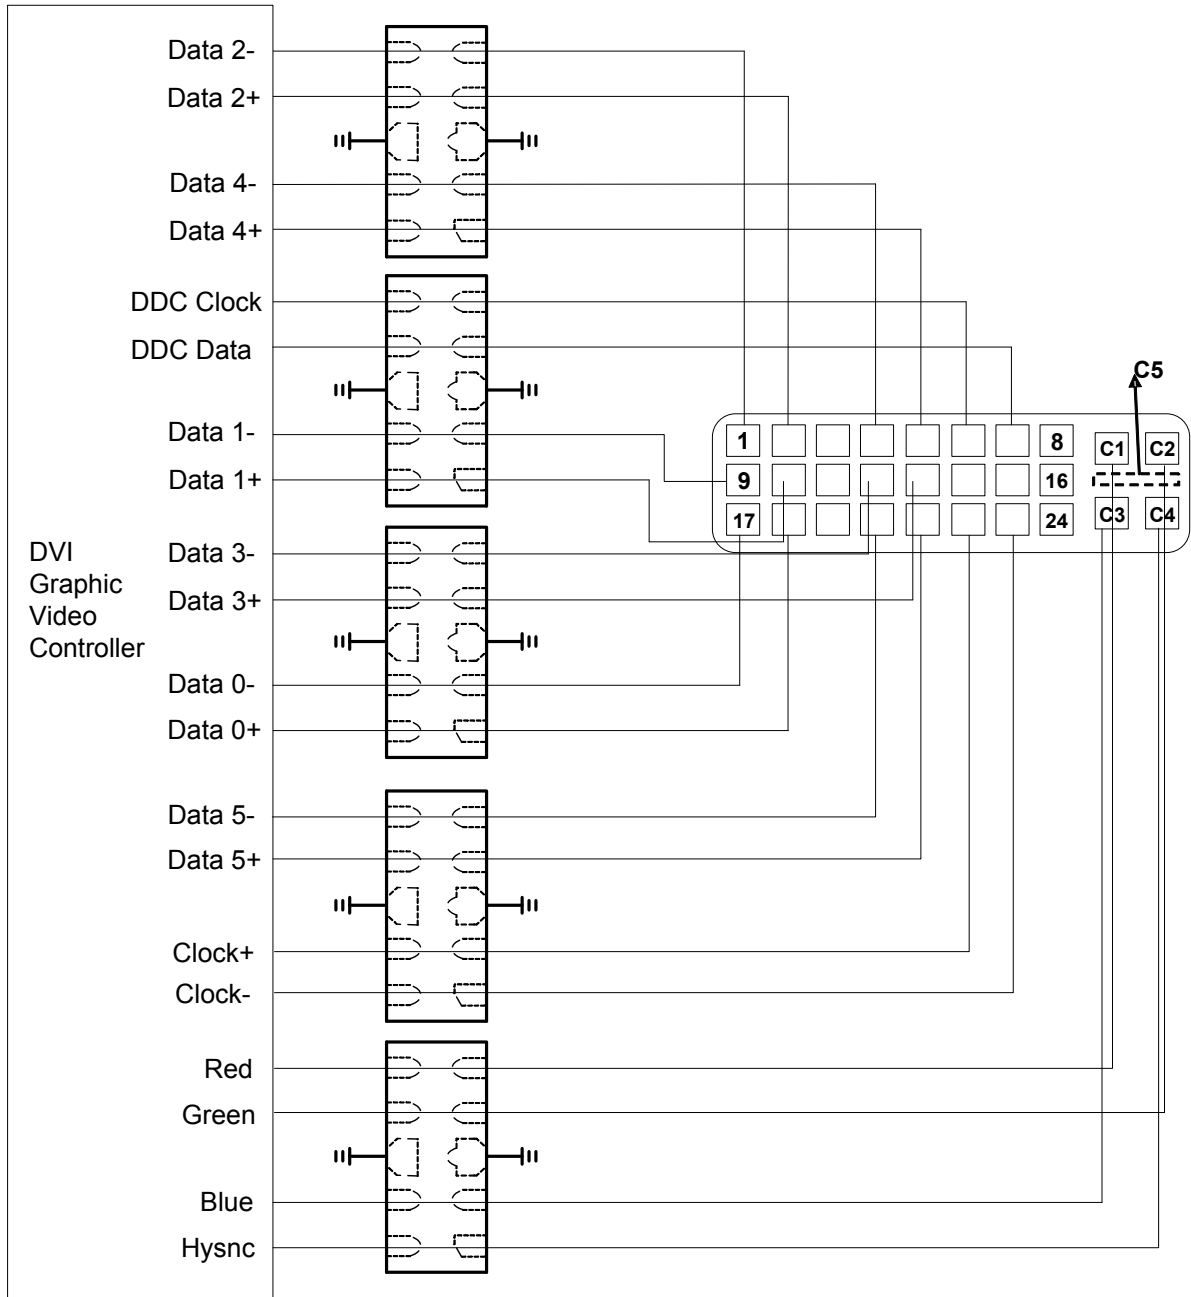 Data 2-
Data 2+
Data 4-
Data 4+
DDC Clock
DDC Data
C5
Data 1-
1
8
C1
C2
Data 1+
9
16
17
24
C3
C4
DVI
Graphic
Video
Controller
Data 3-
Data 3+
Data 0-
Data 0+
Data 5-
Data 5+
Clock+
Clock-
Red
Green
Blue
Hysnc